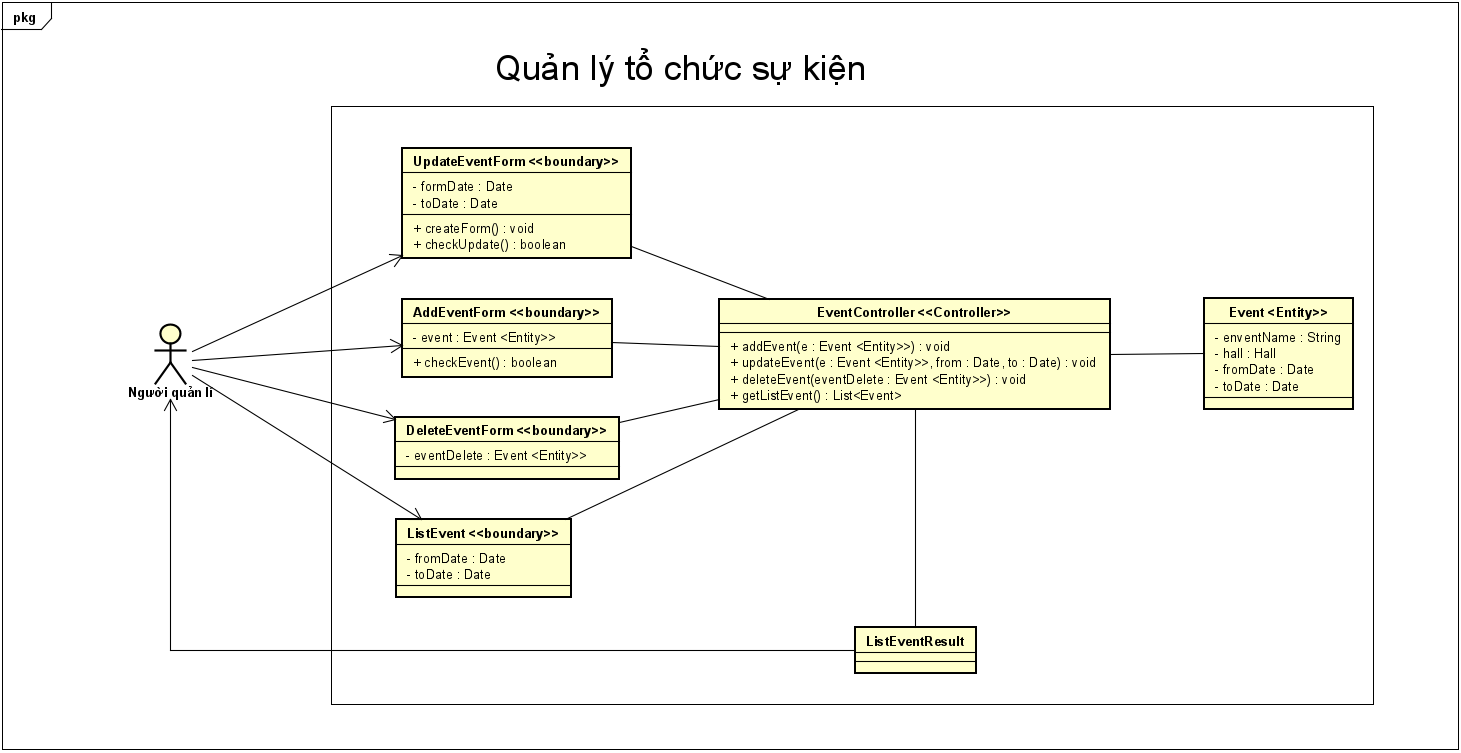 pkg
Quản lý tổ chức sự kiện
UpdateEventForm <<boundary>>
- formDate : Date
- toDate : Date
+ createForm() : void
+ checkUpdate() : boolean
AddEventForm <<boundary>>
- event : Event <Entity>>
+ checkEvent() : boolean
EventController <<Controller>>
+ addEvent(e : Event <Entity>>) : void
+ updateEvent(e : Event <Entity>>, from : Date, to : Date) : void
+ deleteEvent(eventDelete : Event <Entity>>) : void
+ getListEvent() : List<Event>
Event <Entity>>
- enventName : String
- hall : Hall
- fromDate : Date
- toDate : Date
Người quản lí
DeleteEventForm <<boundary>>
- eventDelete : Event <Entity>>
ListEvent <<boundary>>
- fromDate : Date
- toDate : Date
ListEventResult